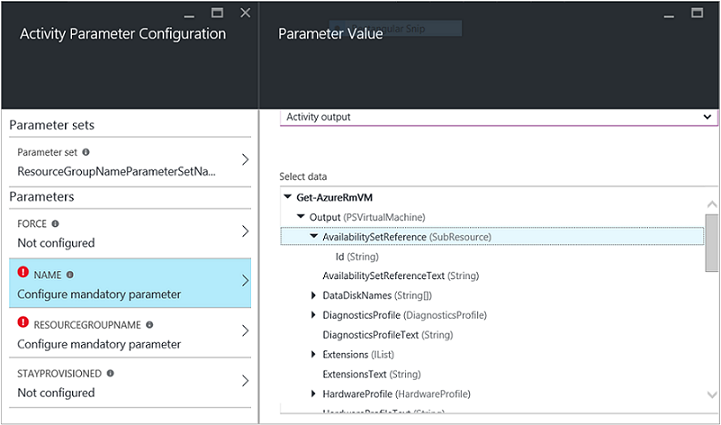 Activity Parameter Configuration
Parameter sets
Parameter set
ResourceGroupNameParameterSetNa...
Parameters
FORCE
Not configured
NAME
Configure mandatory parameter
RESOURCEGROUPNAME
Configure mandatory parameter
STAYPROVISIONED
Not configured
Parameter Value
Rectangular Snip
Activity output
Select data
Get-AzureRmVM
Output (PSVirtualMachine)
AvailabilitySetReference (SubResource)
Id (String)
AvailabilitySetReferenceText (String)
DataDiskNames (String[])
DiagnosticsProfile (DiagnosticsProfile)
DiagnosticsProfileText (String)
Extensions (IList)
ExtensionsText (String)
HardwareProfile (HardwareProfile)
HardwareProfileText (String)